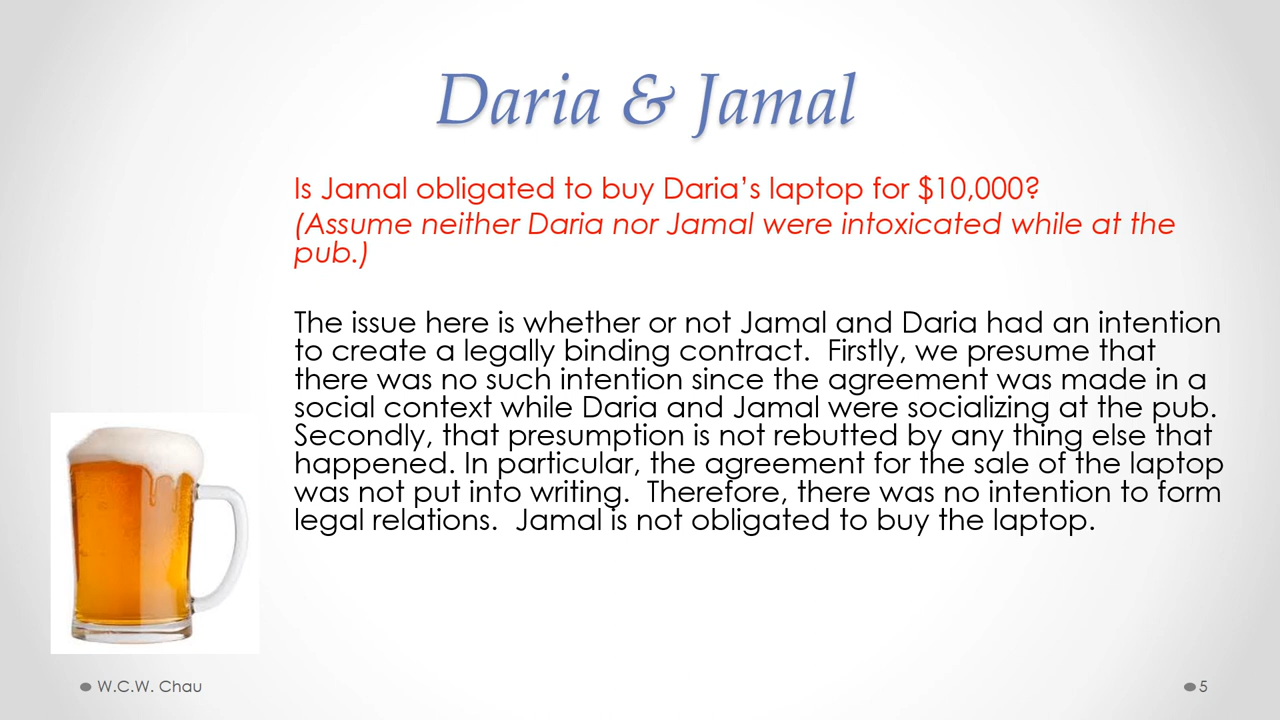 Daria & Jamal
Is Jamal obligated to buy Daria’s laptop for $10,000?
(Assume neither Daria nor Jamal were intoxicated while at the
pub.)
The issue here is whether or not Jamal and Daria had an intention
to create a legally binding contract.  Firstly, we presume that
there was no such intention since the agreement was made in a
social context while Daria and Jamal were socializing at the pub.
Secondly, that presumption is not rebutted by any thing else that
happened. In particular, the agreement for the sale of the laptop
was not put into writing.  Therefore, there was no intention to form
legal relations.  Jamal is not obligated to buy the laptop.
W.C.W. Chau
5